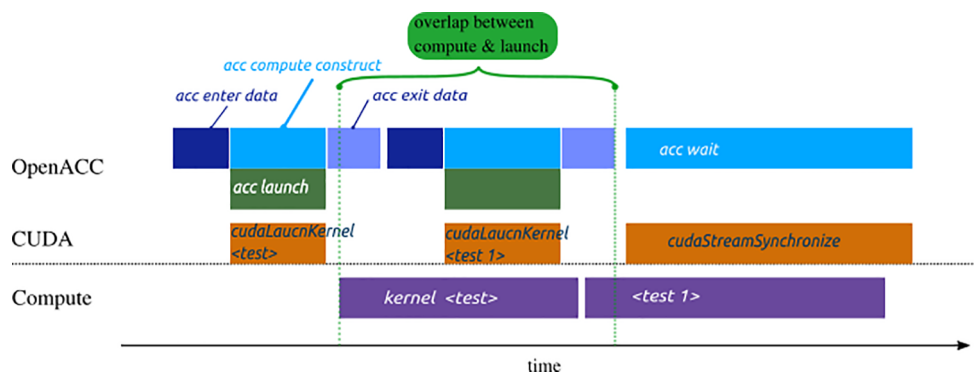 overlap between
compute & launch
acc compute construct
acc enter data
acc exit data
OpenACC
acc wait
acc launch
CUDA
cudaLaucnKernel
<test>
cudaLaucnKernel
<test 1>
cudaStreamSynchronize
Compute
kernel <test>
<test 1>
time